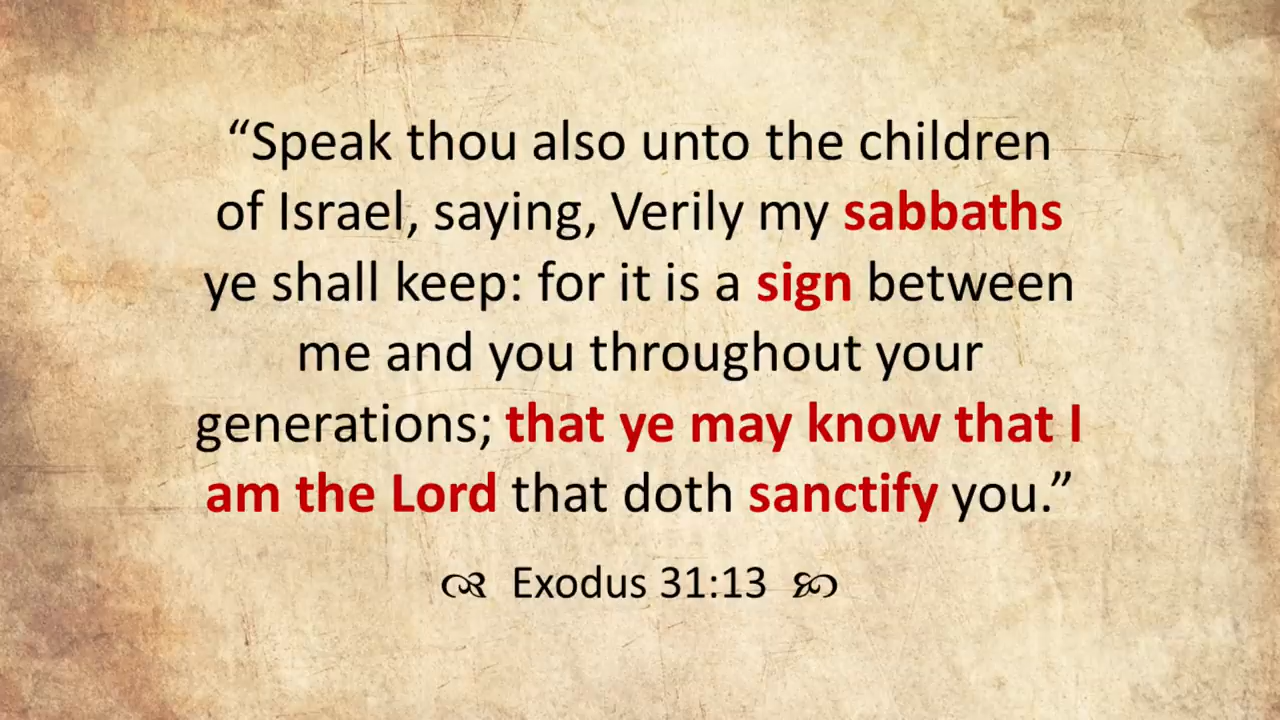 “Speak thou also unto the children
of Israel, saying, Verily my sabbaths
ye shall keep: for it is a sign between
me and you throughout your
generations; that ye may know that I
am the Lord that doth sanctify you.”
Exodus 31:13